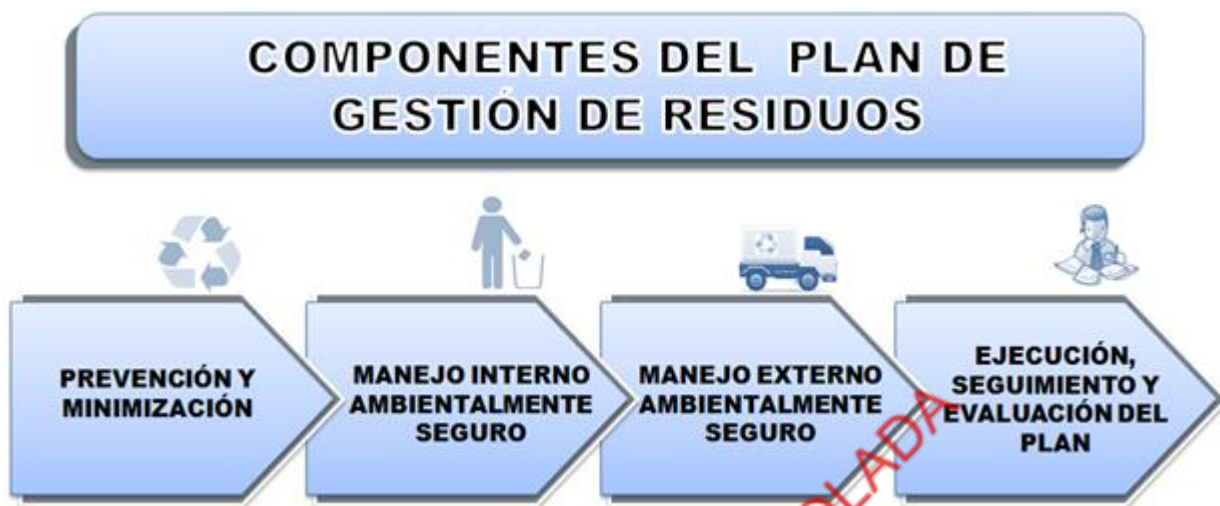 COMPONENTES DEL PLAN DE
GESTIÓN DE RESIDUOS
PREVENCIÓN Y
MINIMIZACIÓN
MANEJO INTERNO
AMBIENTALMENTE
SEGURO
MANEJO EXTERNO
AMBIENTALMENTE
SEGURO
EJECUCIÓN,
SEGUIMIENTO Y
EVALUACIÓN DEL
PLAN
OLADA